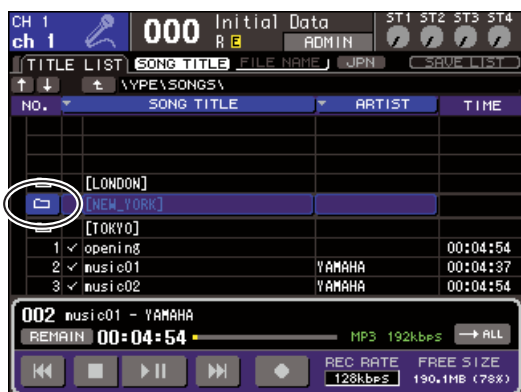 CH 1 000 Initial Data ST1 ST2 ST3 ST4
ch 1 R E ADMIN
TITLE LIST SONG TITLE FILE NAME JPN SAVE LIST
\YPE\SONGS\
NO. SONG TITLE ARTIST TIME
[LONDON]
[NEW_YORK]
[TOKYO]
1 ✓ opening 00:04:54
2 ✓ music01 YAMAHA 00:04:37
3 ✓ music02 YAMAHA 00:04:54
002 music01 - YAMAHA
REMAIN 00:04:54 MP3 192kbps → ALL
REC RATE FREE SIZE
128kbps 190.1MB (78%)